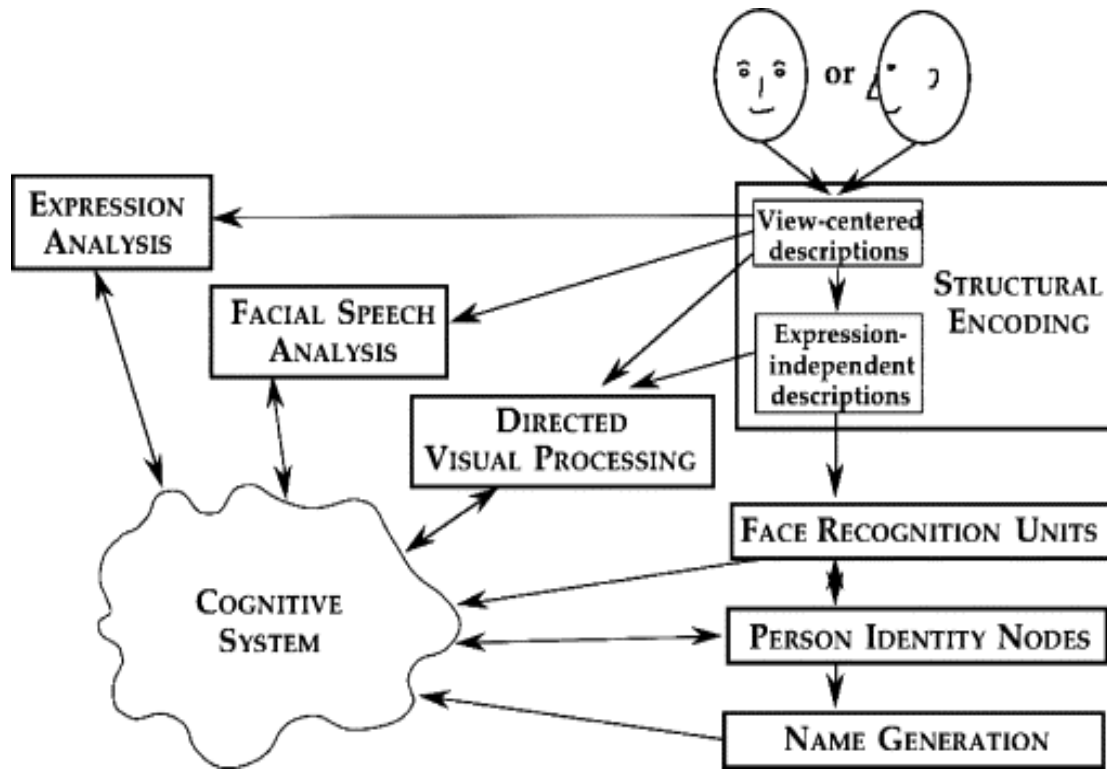 or
EXPRESSION
ANALYSIS
View-centered
descriptions
STRUCTURAL
ENCODING
FACIAL SPEECH
ANALYSIS
Expression-
independent
descriptions
DIRECTED
VISUAL PROCESSING
FACE RECOGNITION UNITS
COGNITIVE
SYSTEM
PERSON IDENTITY NODES
NAME GENERATION